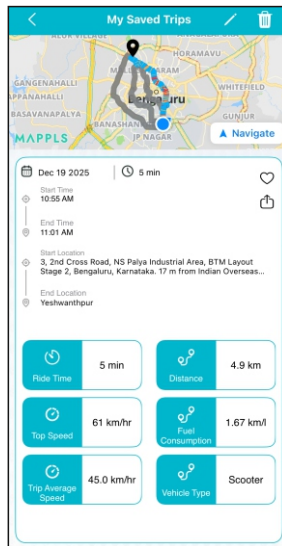 My Saved Trips
HORAMAVU
GANGENAHALLI
WHITEFIELD
APPANAHALLI
Bengaluru
BASAVANAPALYA
GUNJUR
BANASHAN
JP NAGAR
MAPPLS
Navigate
Dec 19 2025
5 min
Start Time
10:55 AM
End Time
11:01 AM
Start Location
3, 2nd Cross Road, NS Palya Industrial Area, BTM Layout
Stage 2, Bengaluru, Karnataka. 17 m from Indian Overseas...
End Location
Yeshwanthpur
Ride Time
5 min
Distance
4.9 km
Top Speed
61 km/hr
Fuel
Consumption
1.67 km/l
Trip Average
Speed
45.0 km/hr
Vehicle Type
Scooter